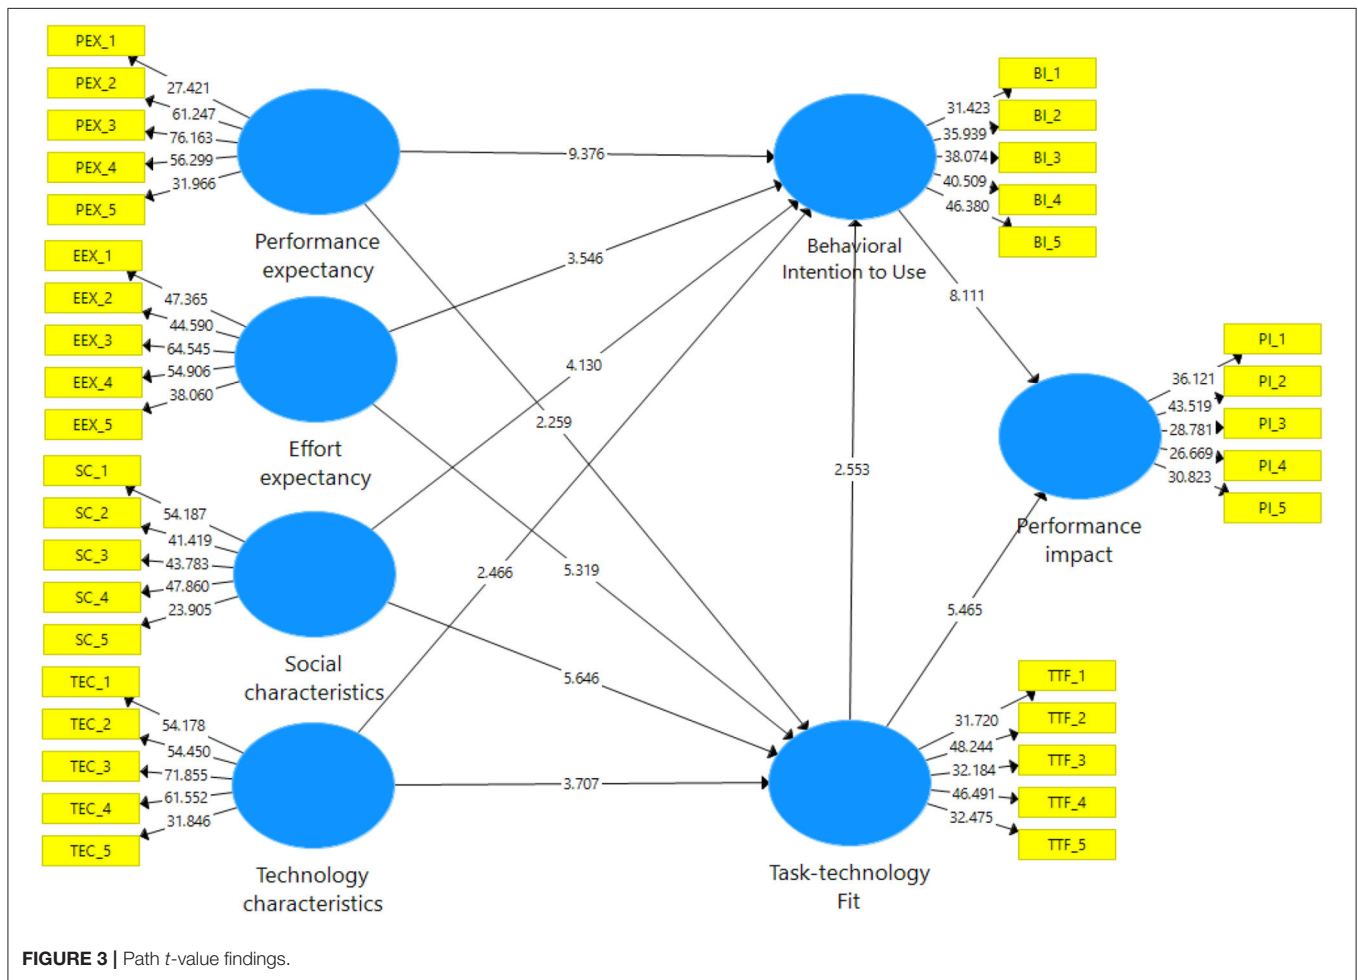 PEX_1
PEX_2
PEX_3
PEX_4
PEX_5
27.421
61.247
76.163
56.299
31.966
Performance
expectancy
EEX_1
EEX_2
EEX_3
EEX_4
EEX_5
47.365
44.590
64.545
54.906
38.060
Effort
expectancy
SC_1
SC_2
SC_3
SC_4
SC_5
54.187
41.419
43.783
47.860
23.905
Social
characteristics
TEC_1
TEC_2
TEC_3
TEC_4
TEC_5
54.178
54.450
71.855
61.552
31.846
Technology
characteristics
9.376
3.546
4.130
2.259
2.466
5.319
5.646
3.707
2.553
8.111
5.465
Behavioral
Intention to Use
31.423
35.939
38.074
40.509
46.380
BI_1
BI_2
BI_3
BI_4
BI_5
Performance
impact
36.121
43.519
28.781
26.669
30.823
PI_1
PI_2
PI_3
PI_4
PI_5
Task-technology
Fit
31.720
48.244
32.184
46.491
32.475
TTF_1
TTF_2
TTF_3
TTF_4
TTF_5
FIGURE 3 | Path t-value findings.